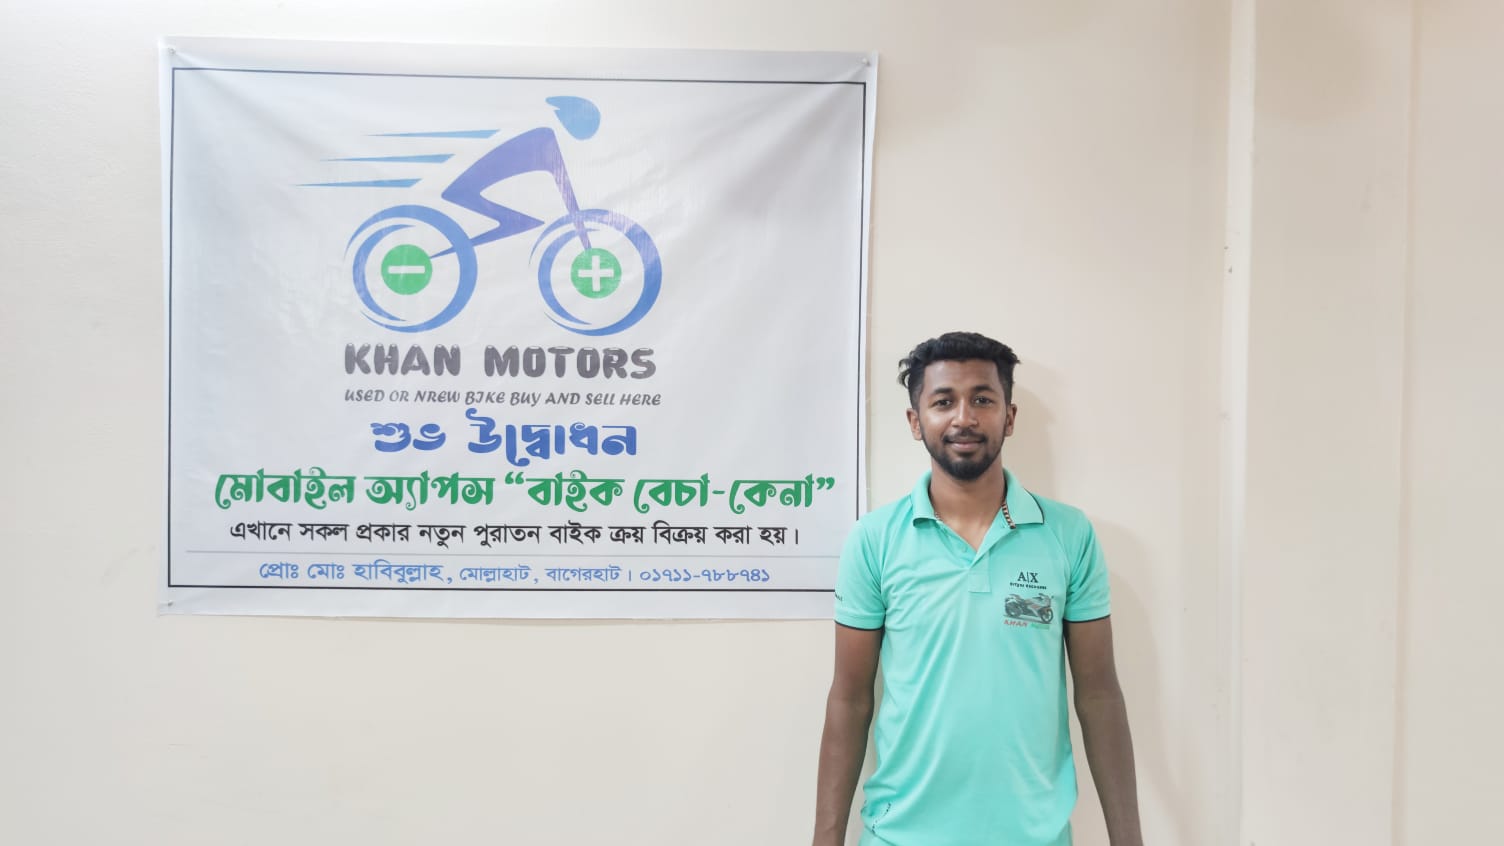 KHAN MOTORS
USED OR NREW BIKE BUY AND SELL HERE
শুভ উদ্বোধন
মোবাইল অ্যাপস “বাইক বেচা-কেনা”
এখানে সকল প্রকার নতুন পুরাতন বাইক ক্রয় বিক্রয় করা হয়।
প্রোঃ মোঃ হাবিবুল্লাহ, মোল্লাহাট, বাগেরহাট। ০১৭১১-৭৮৮৭৪১
A|X
KHAN